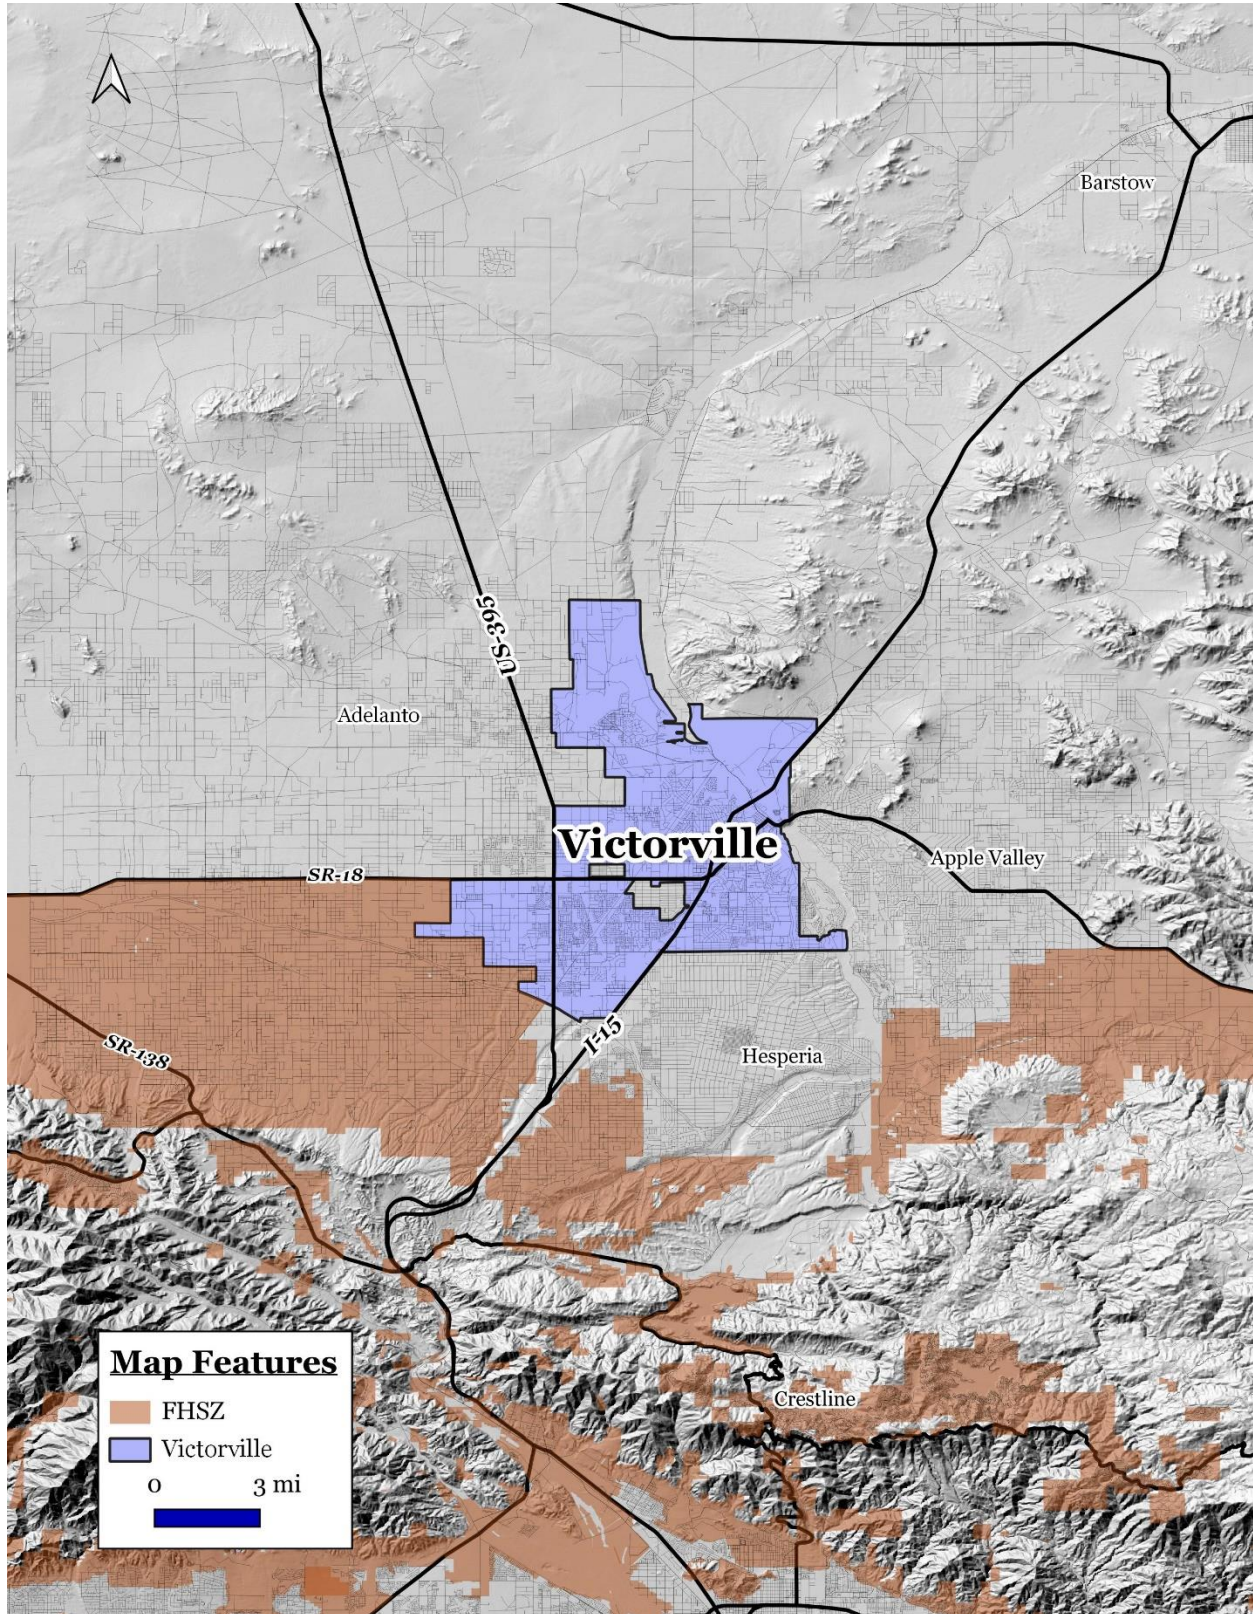 Barstow
US-395
Adelanto
Victorville
Apple Valley
SR-18
I-15
SR-138
Hesperia
Map Features
FHSZ
Victorville
0 3 mi
Crestline